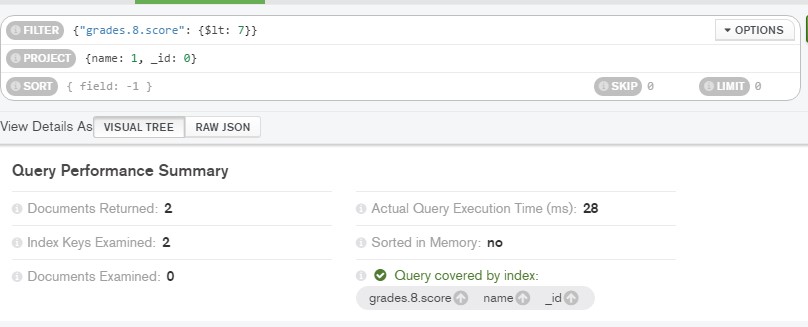 FILTER {"grades.8.score": {$lt: 7}} OPTIONS
PROJECT {name: 1, _id: 0}
SORT { field: -1 } SKIP 0 LIMIT 0
View Details As VISUAL TREE RAW JSON
Query Performance Summary
Documents Returned: 2
Index Keys Examined: 2
Documents Examined: 0
Actual Query Execution Time (ms): 28
Sorted in Memory: no
Query covered by index:
grades.8.score name _id